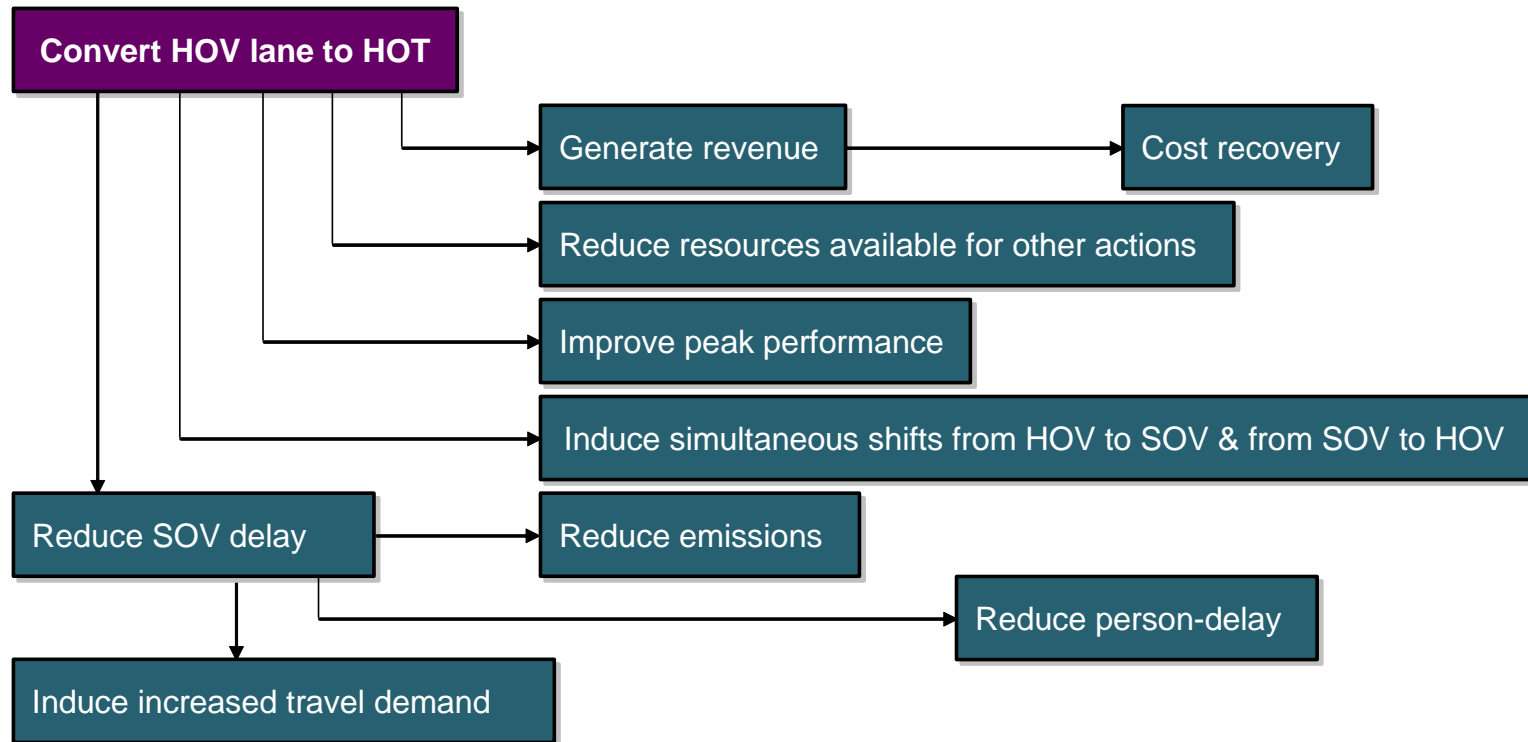 Convert HOV lane to HOT
Generate revenue
Cost recovery
Reduce resources available for other actions
Improve peak performance
Induce simultaneous shifts from HOV to SOV & from SOV to HOV
Reduce SOV delay
Reduce emissions
Reduce person-delay
Induce increased travel demand